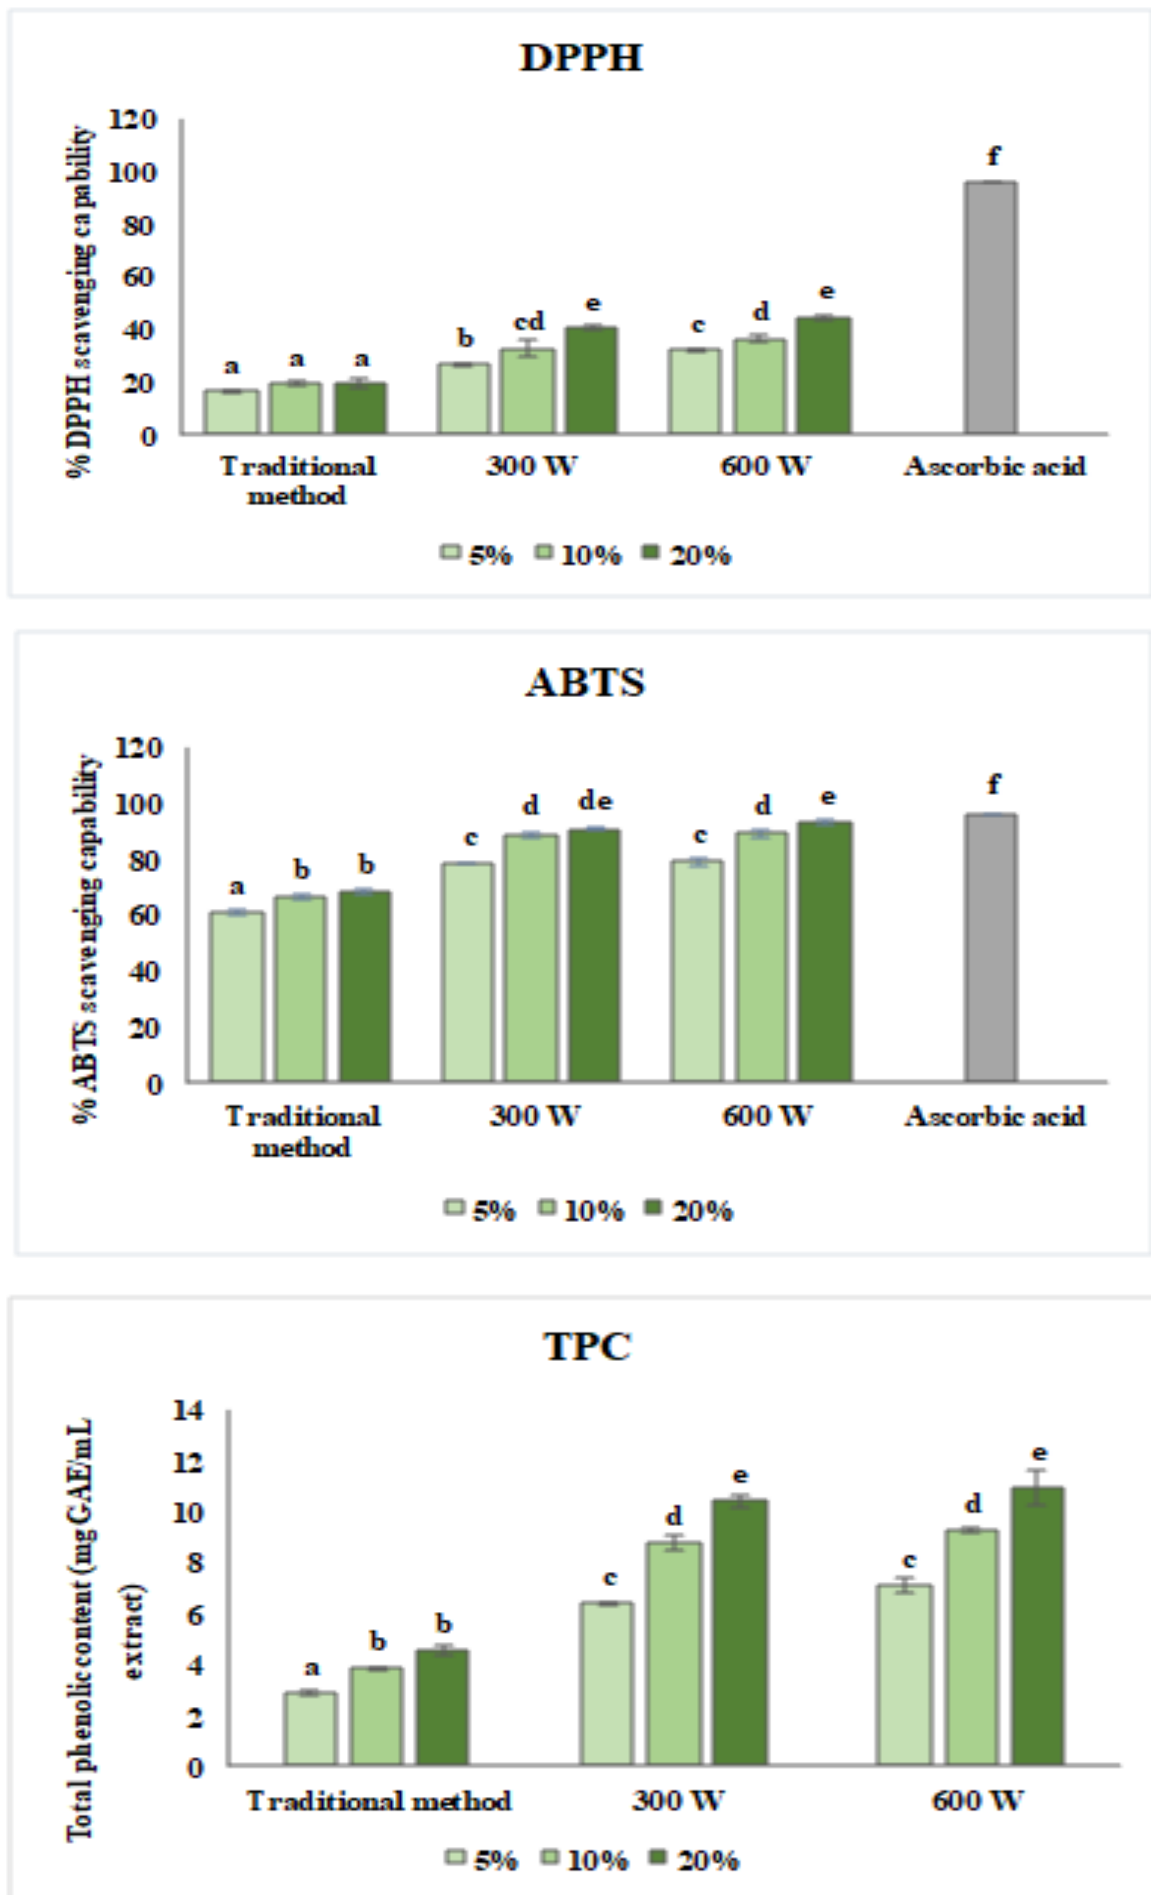 DPPH
% DPPH scavenging capability
120
100
80
60
40
20
0
a a a
b cd e
c d e
f
Traditional
method
300 W
600 W
Ascorbic acid
5% 10% 20%
ABTS
% ABTS scavenging capability
120
100
80
60
40
20
0
a b b
c d de
c d e
f
Traditional
method
300 W
600 W
Ascorbic acid
5% 10% 20%
TPC
Total phenolic content (mg GAE/mL
extract)
14
12
10
8
6
4
2
0
a b b
c d e
c d e
Traditional method
300 W
600 W
5% 10% 20%